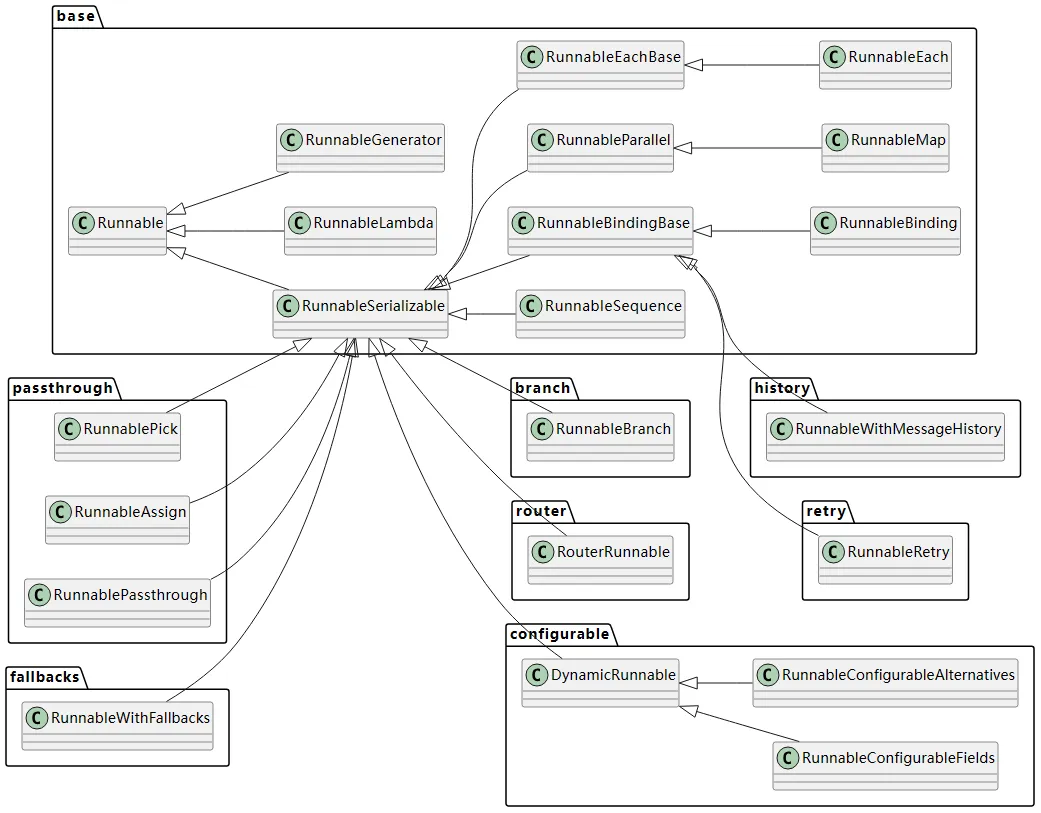 base
C RunnableEachBase
C RunnableEach
C RunnableGenerator
C RunnableParallel
C RunnableMap
C Runnable
C RunnableLambda
C RunnableBindingBase
C RunnableBinding
C RunnableSerializable
C RunnableSequence
passthrough
C RunnablePick
C RunnableAssign
C RunnablePassthrough
branch
C RunnableBranch
history
C RunnableWithMessageHistory
router
C RouterRunnable
retry
C RunnableRetry
fallbacks
C RunnableWithFallbacks
configurable
C DynamicRunnable
C RunnableConfigurableAlternatives
C RunnableConfigurableFields